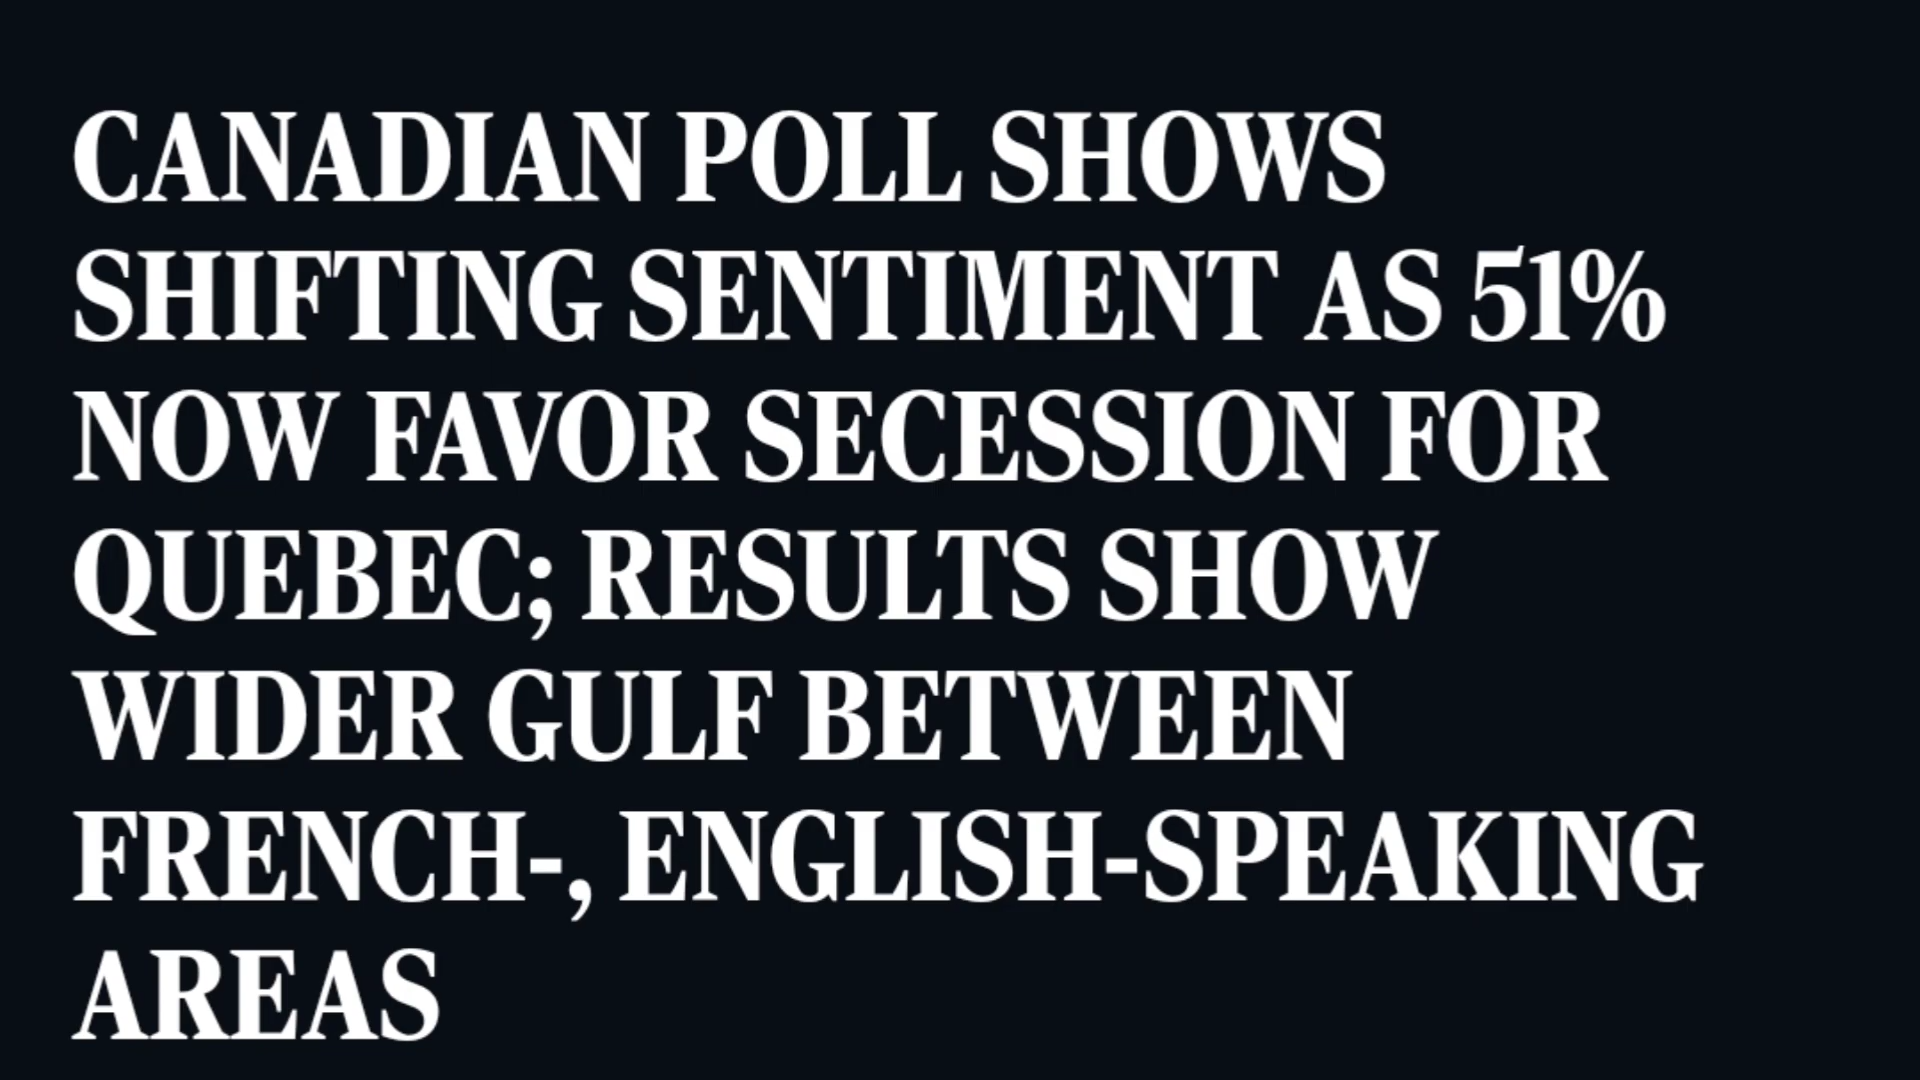 CANADIAN POLL SHOWS
SHIFTING SENTIMENT AS 51%
NOW FAVOR SECESSION FOR
QUEBEC; RESULTS SHOW
WIDER GULF BETWEEN
FRENCH-, ENGLISH-SPEAKING
AREAS